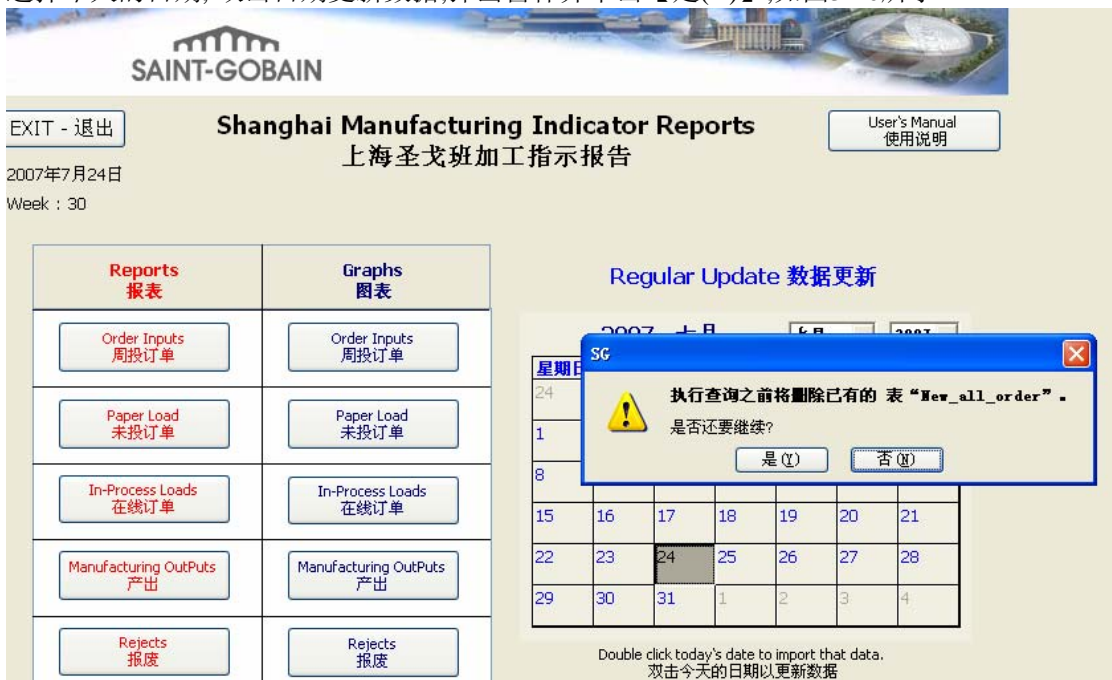 SAINT-GOBAIN
EXIT - 退出
Shanghai Manufacturing Indicator Reports
上海圣戈班加工指示报告
User's Manual
使用说明
2007年7月24日
Week : 30
Reports
报表
Graphs
图表
Order Inputs
周投订单
Order Inputs
周投订单
Paper Load
未投订单
Paper Load
未投订单
In-Process Loads
在线订单
In-Process Loads
在线订单
Manufacturing OutPuts
产出
Manufacturing OutPuts
产出
Rejects
报废
Rejects
报废
Regular Update 数据更新
星期日
SG
执行查询之前将删除已有的 表“New_all_order”。
是否还要继续?
是(Y) 否(N)
24
1
8
15 16 17 18 19 20 21
22 23 24 25 26 27 28
29 30 31 1 2 3 4
Double click today's date to import that data.
双击今天的日期以更新数据